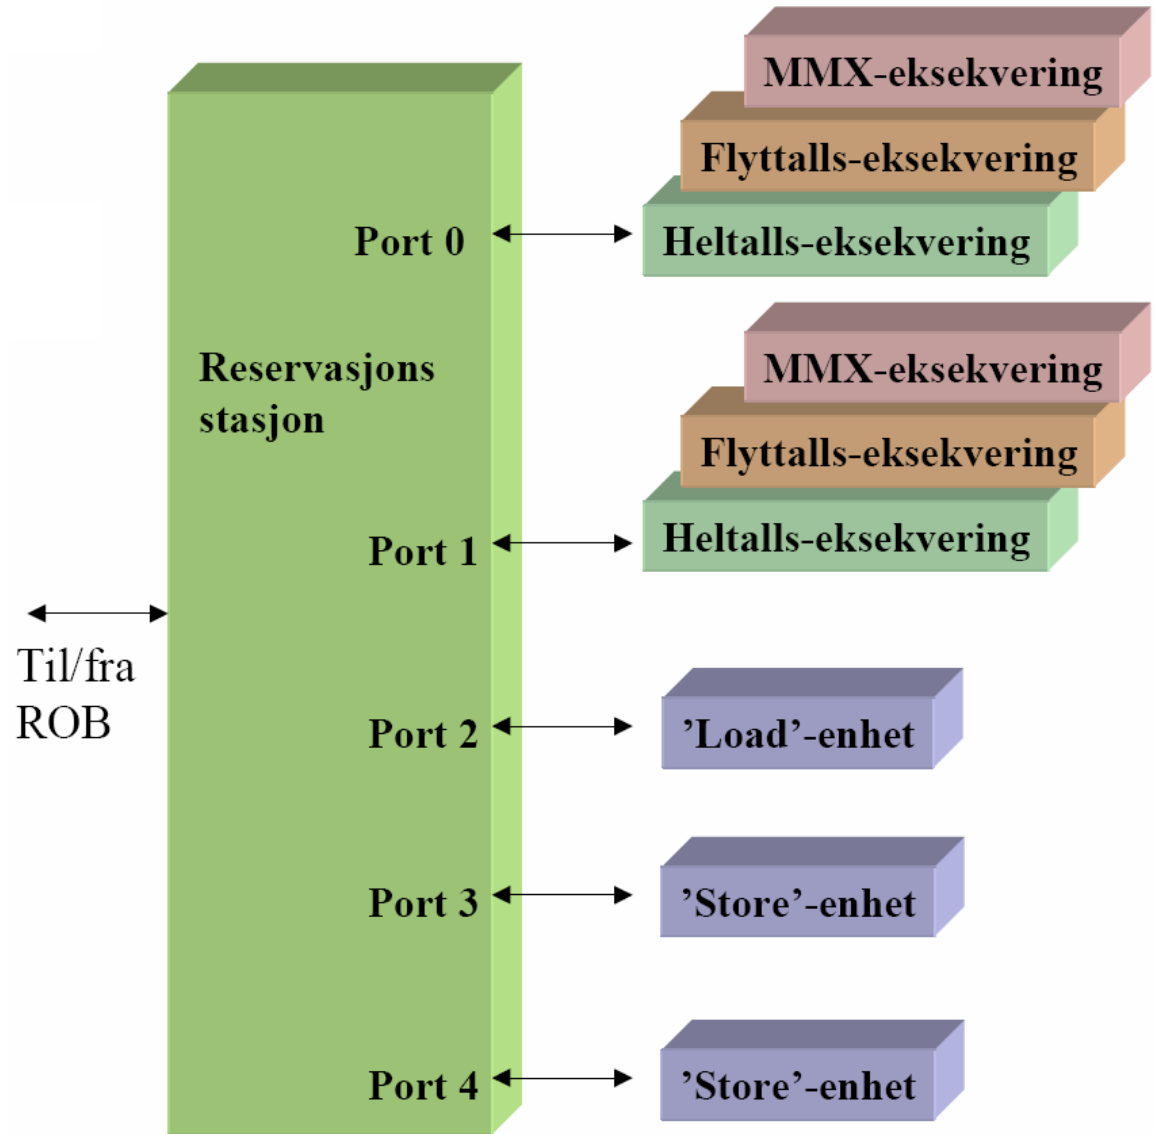 MMX-eksekvering
Flyttalls-eksekvering
Port 0
Heltalls-eksekvering
Reservasjons
stasjon
MMX-eksekvering
Flyttalls-eksekvering
Port 1
Heltalls-eksekvering
Til/fra
ROB
Port 2
’Load’-enhet
Port 3
’Store’-enhet
Port 4
’Store’-enhet